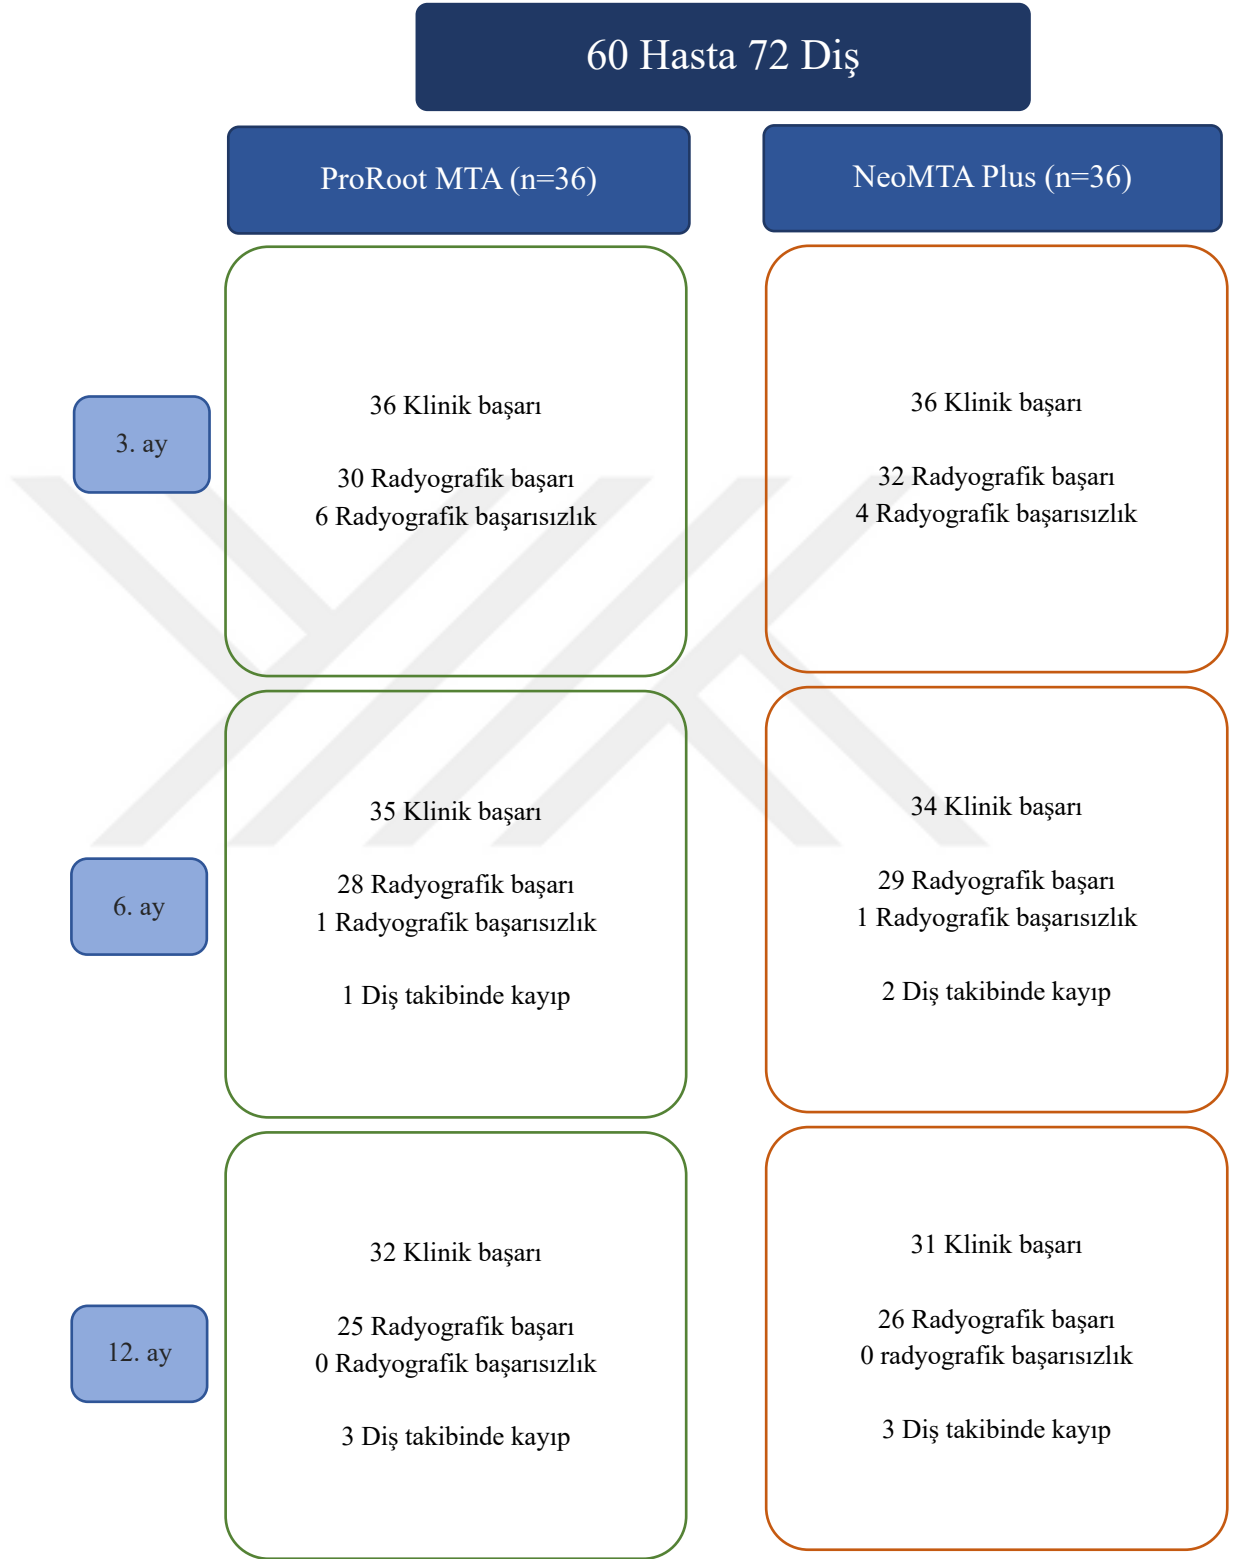 60 Hasta 72 Diş
ProRoot MTA (n=36)
NeoMTA Plus (n=36)
3. ay
36 Klinik başarı
30 Radyografik başarı
6 Radyografik başarısızlık
36 Klinik başarı
32 Radyografik başarı
4 Radyografik başarısızlık
6. ay
35 Klinik başarı
28 Radyografik başarı
1 Radyografik başarısızlık
1 Diş takibinde kayıp
34 Klinik başarı
29 Radyografik başarı
1 Radyografik başarısızlık
2 Diş takibinde kayıp
12. ay
32 Klinik başarı
25 Radyografik başarı
0 Radyografik başarısızlık
3 Diş takibinde kayıp
31 Klinik başarı
26 Radyografik başarı
0 radyografik başarısızlık
3 Diş takibinde kayıp